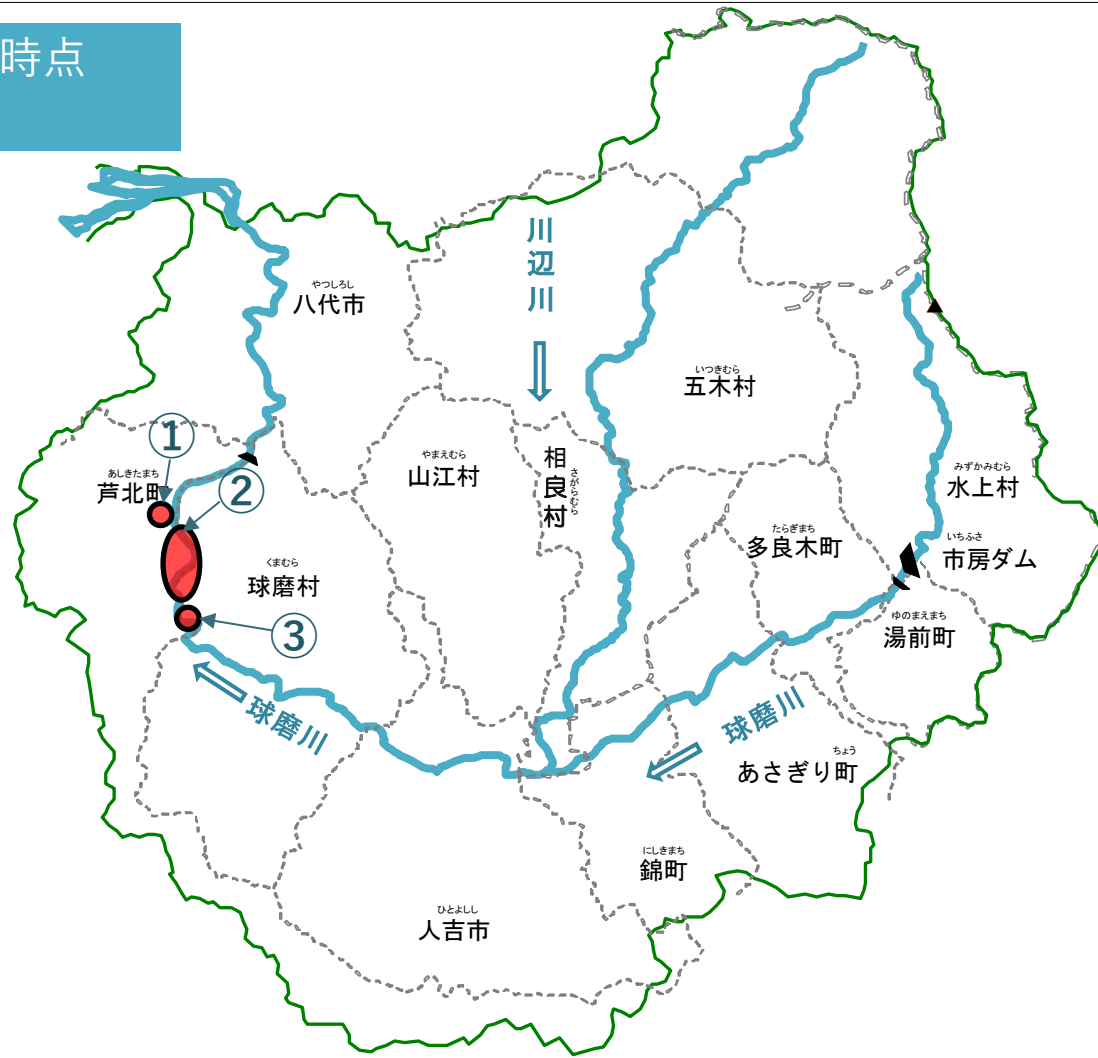 時点
川辺川
やつしろし
八代市
いつきむら
五木村
①
やまえむら
山江村
相良村
さがらむら
あしきたまち
芦北町
②
みずかみむら
水上村
たらぎまち
多良木町
いちふさ
市房ダム
くまむら
球磨村
③
ゆのまえまち
湯前町
球磨川
球磨川
ちょう
あさぎり町
にしきまち
錦町
ひとよしし
人吉市